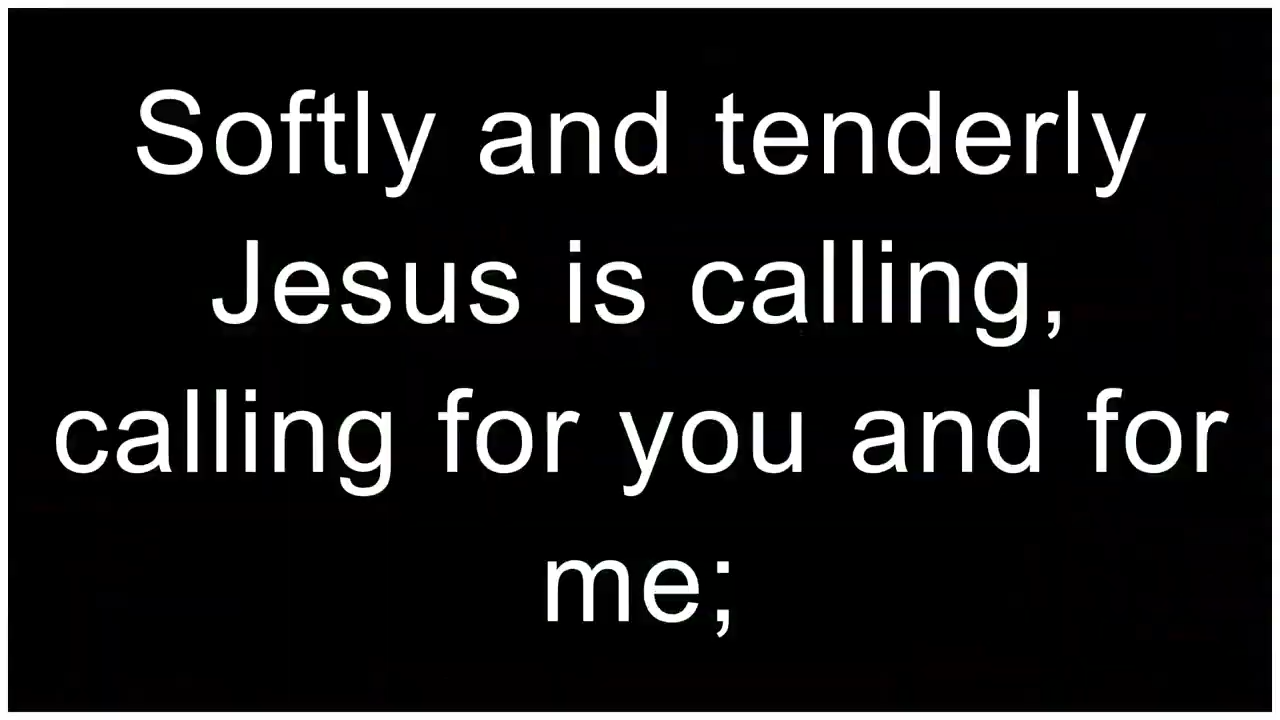 Softly and tenderly
Jesus is calling,
calling for you and for
me;